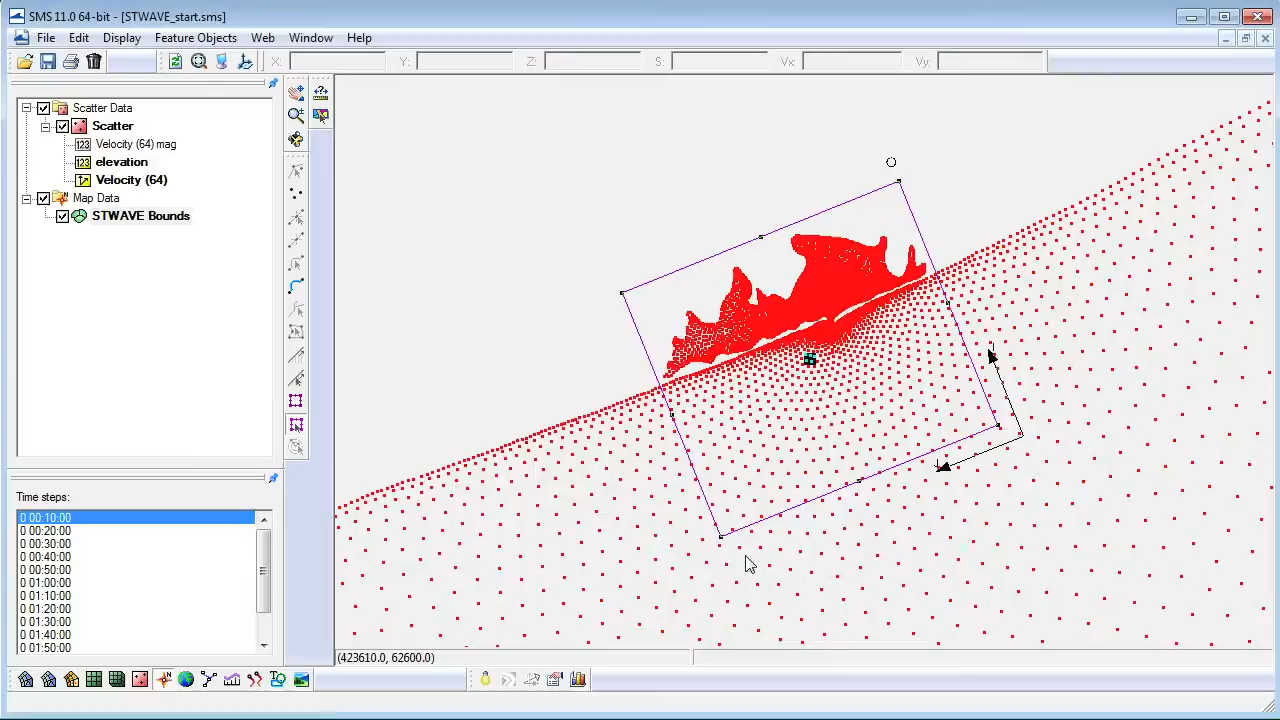 SMS 11.0 64-bit - [STWAVE_start.sms]
File Edit Display Feature Objects Web Window Help
X: Y: Z: S: Vx: Vy:
Scatter Data
Scatter
Velocity (64) mag
elevation
Velocity (64)
Map Data
STWAVE Bounds
Time steps:
0 00:10:00
0 00:20:00
0 00:30:00
0 00:40:00
0 00:50:00
0 01:00:00
0 01:10:00
0 01:20:00
0 01:30:00
0 01:40:00
0 01:50:00
(423610.0, 62600.0)